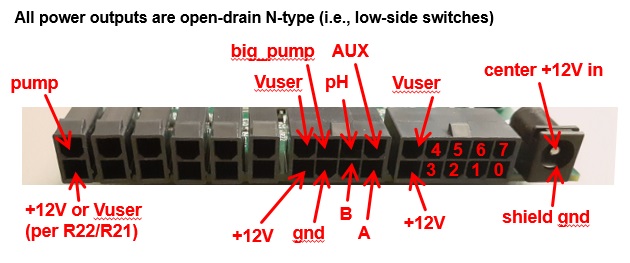 All power outputs are open-drain N-type (i.e., low-side switches)
big_pump AUX
center +12V in
pump
Vuser pH Vuser
4 5 6 7
3 2 1 0
+12V or Vuser
(per R22/R21)
+12V gnd B A +12V
shield gnd